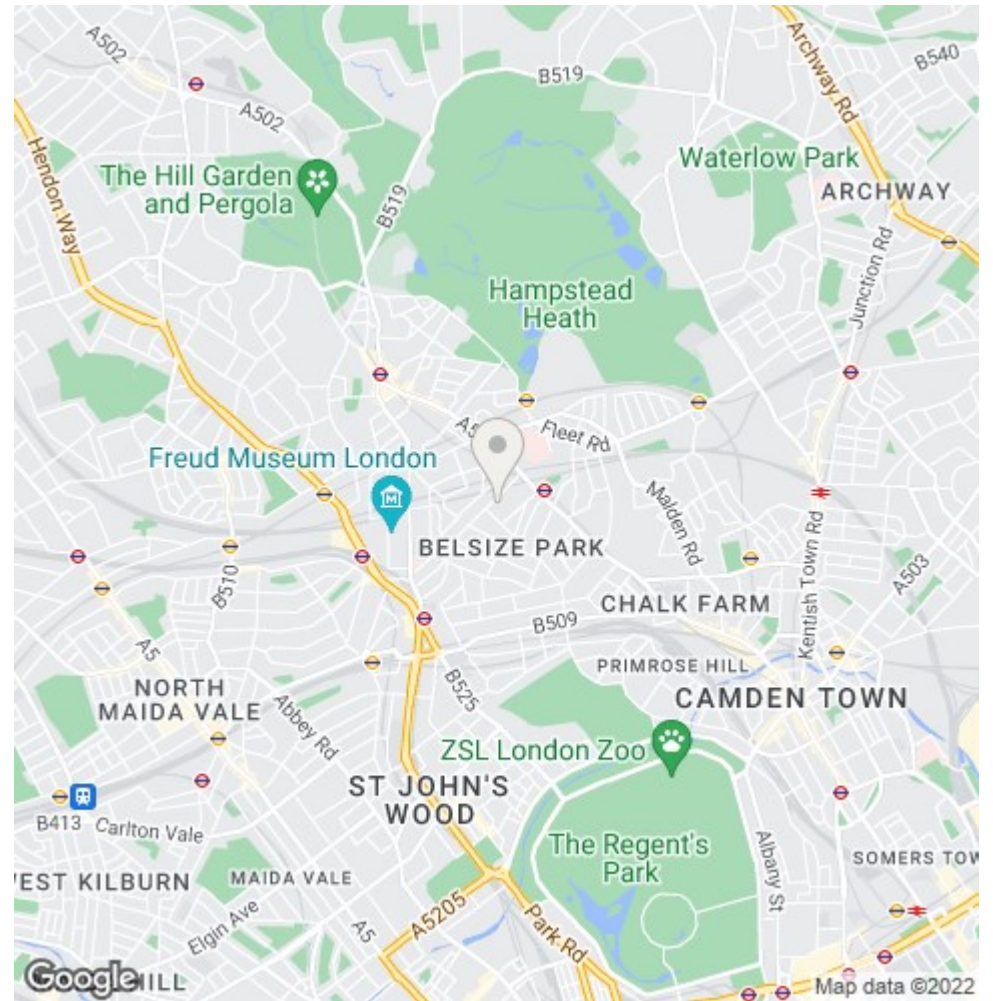 A502
B519
Archway Rd
B540
A502
Hendon Way
The Hill Garden
and Pergola
B519
Waterlow Park
ARCHWAY
Junction Rd
Hampstead
Heath
Fleet Rd
Freud Museum London
Maiden Rd
BELSIZE PARK
B510
Kentish Town Rd
A503
CHALK FARM
B509
A5
PRIMROSE HILL
NORTH
MAIDA VALE
Abbey Rd
B525
CAMDEN TOWN
ZSL London Zoo
ST JOHN'S
WOOD
B413
Carlton Vale
The Regent's
Park
Albany St
SOMERS TOW
EST KILBURN
MAIDA VALE
Elgin Ave
A5
A5205
Park Rd
Google
HILL
Map data ©2022